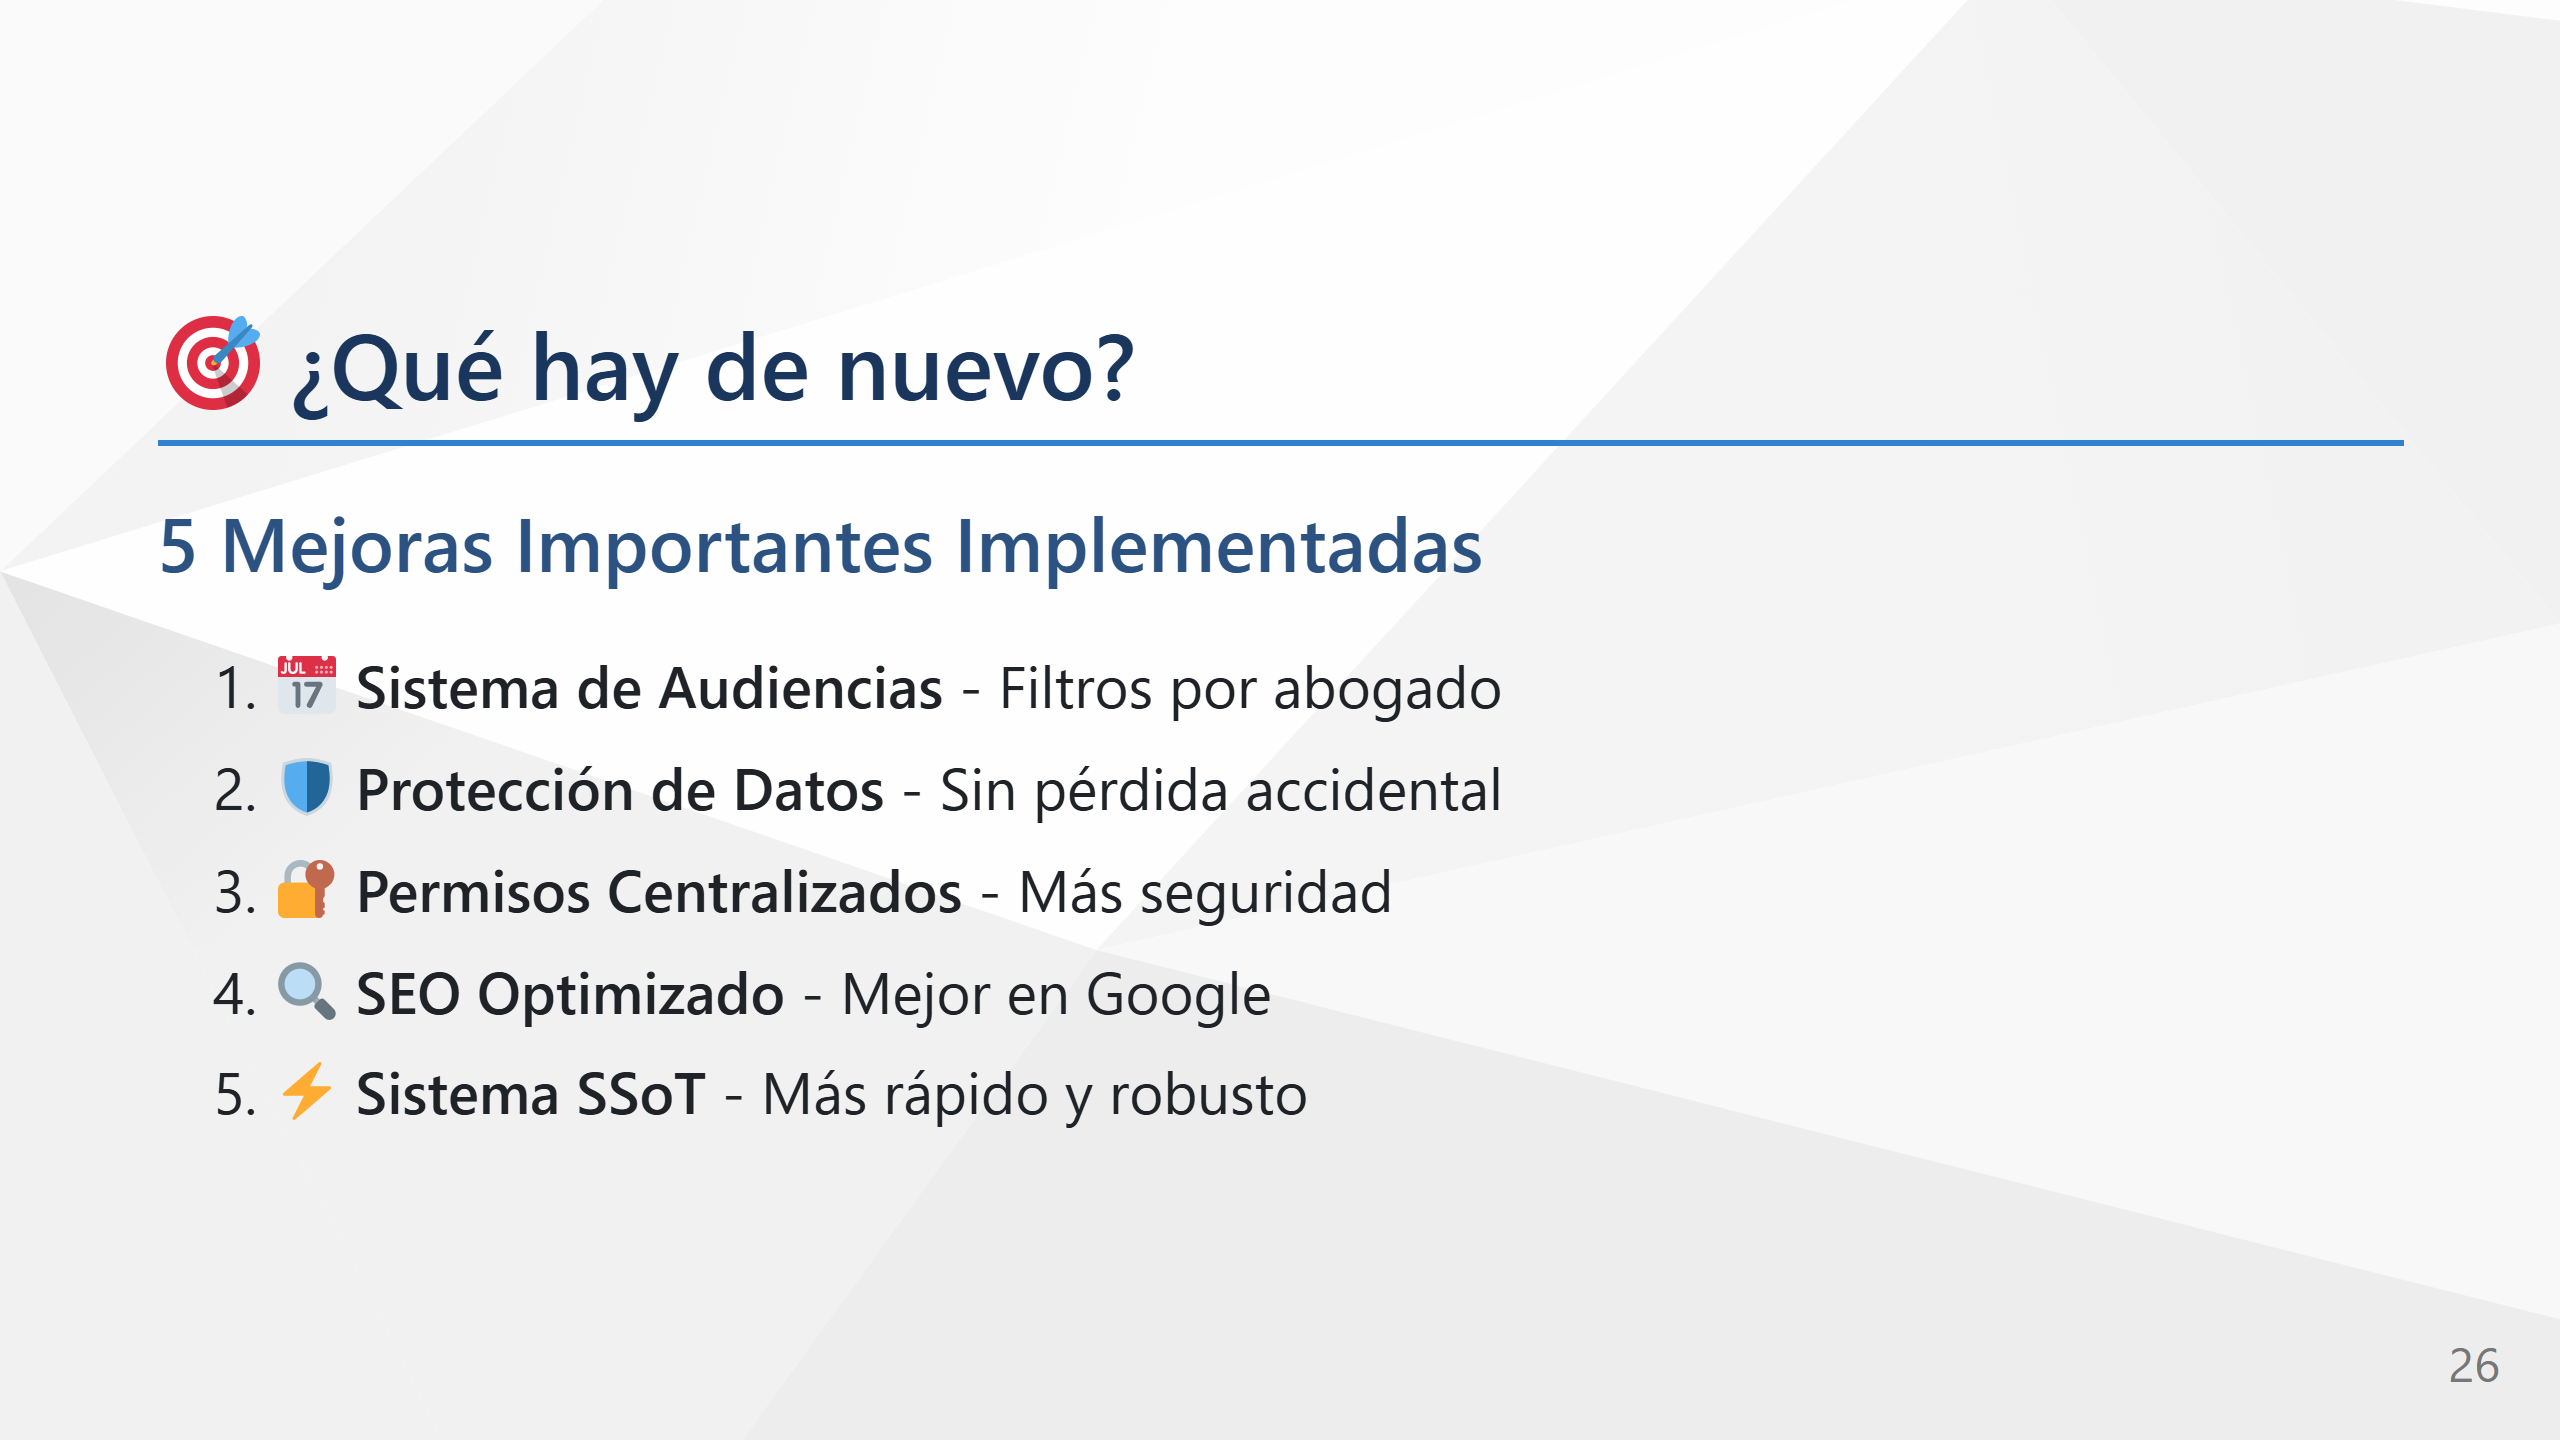 ¿Qué hay de nuevo?
5 Mejoras Importantes Implementadas
1. JUL 17 Sistema de Audiencias - Filtros por abogado
2. Protección de Datos - Sin pérdida accidental
3. Permisos Centralizados - Más seguridad
4. SEO Optimizado - Mejor en Google
5. Sistema SSoT - Más rápido y robusto
26